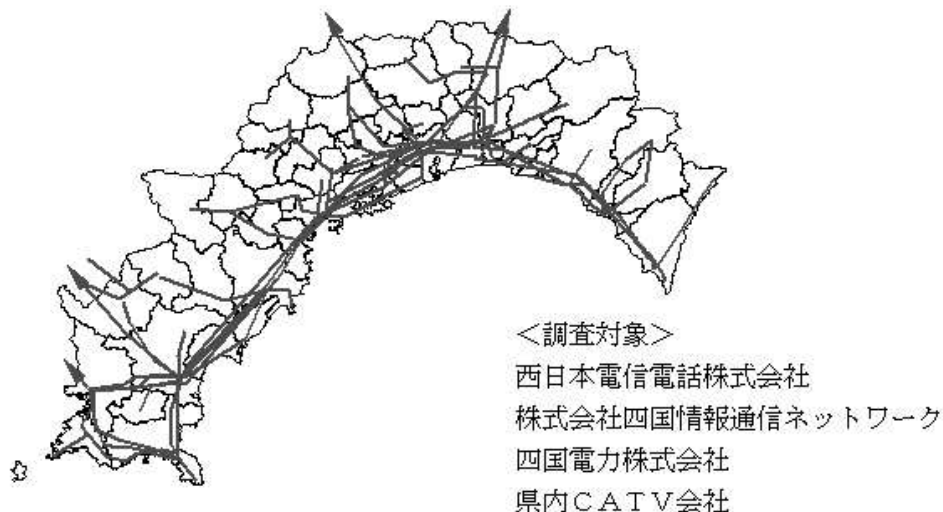 ＜調査対象＞
西日本電信電話株式会社
株式会社四国情報通信ネットワーク
四国電力株式会社
県内ＣＡＴＶ会社